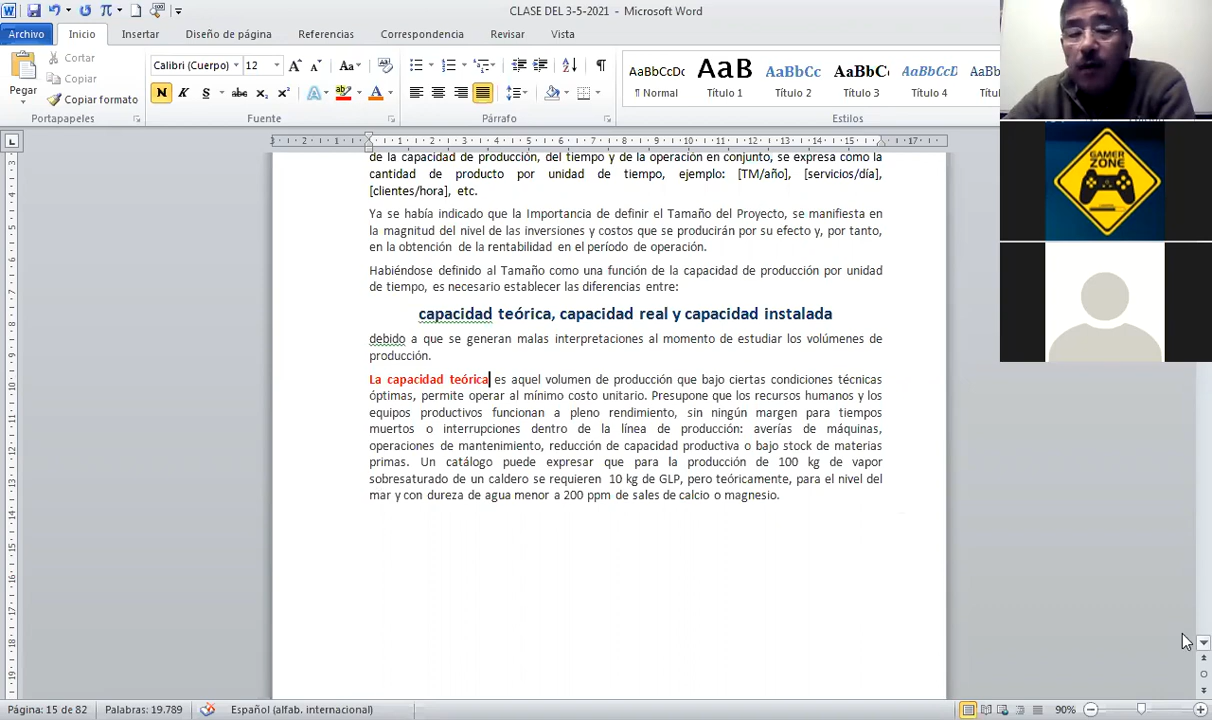 CLASE DEL 3-5-2021 - Microsoft Word
Archivo Inicio Insertar Diseño de página Referencias Correspondencia Revisar Vista
Pegar
Cortar
Copiar
Copiar formato
Portapapeles
Calibri (Cuerpo) 12
N K S abc x₂ x²
Fuente
Párrafo
AaBbCcDc AaB AaBbCc AaBbCc AaBbCcDc AaBb
¶ Normal Título 1 Título 2 Título 3 Título 4 Título
Estilos
GAMER
ZONE
de la capacidad de producción, del tiempo y de la operación en conjunto, se expresa como la
cantidad de producto por unidad de tiempo, ejemplo: [TM/año], [servicios/día],
[clientes/hora], etc.
Ya se había indicado que la Importancia de definir el Tamaño del Proyecto, se manifiesta en
la magnitud del nivel de las inversiones y costos que se producirán por su efecto y, por tanto,
en la obtención de la rentabilidad en el período de operación.
Habiéndose definido al Tamaño como una función de la capacidad de producción por unidad
de tiempo, es necesario establecer las diferencias entre:
capacidad teórica, capacidad real y capacidad instalada
debido a que se generan malas interpretaciones al momento de estudiar los volúmenes de
producción.
La capacidad teórica es aquel volumen de producción que bajo ciertas condiciones técnicas
óptimas, permite operar al mínimo costo unitario. Presupone que los recursos humanos y los
equipos productivos funcionan a pleno rendimiento, sin ningún margen para tiempos
muertos o interrupciones dentro de la línea de producción: averías de máquinas,
operaciones de mantenimiento, reducción de capacidad productiva o bajo stock de materias
primas. Un catálogo puede expresar que para la producción de 100 kg de vapor
sobresaturado de un caldero se requieren 10 kg de GLP, pero teóricamente, para el nivel del
mar y con dureza de agua menor a 200 ppm de sales de calcio o magnesio.
Página: 15 de 82 Palabras: 19.789 Español (alfab. internacional) 90%